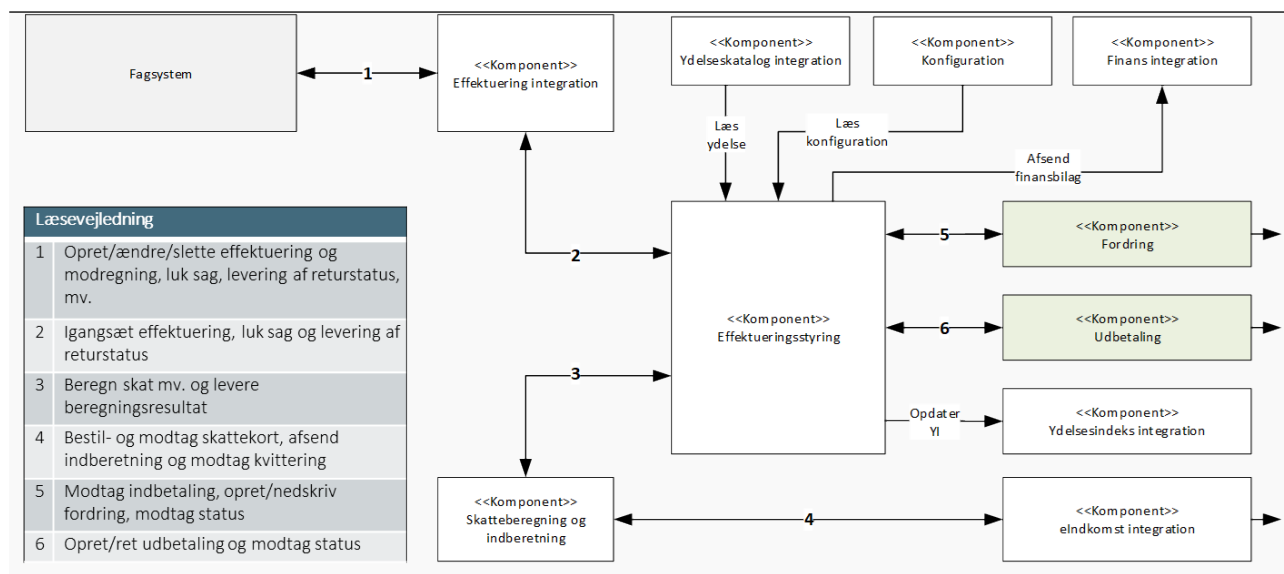 Fagsystem
1
<<Komponent>>
Effektuering integration
<<Komponent>>
Ydelseskatalog integration
<<Komponent>>
Konfiguration
<<Komponent>>
Finans integration
Læs
ydelse
Læs
konfiguration
Afsend
finansbilag
Læsevejledning
1 Opret/ændre/slette effektuering og
modregning, luk sag, levering af returstatus,
mv.
2 Igangsæt effektuering, luk sag og levering af
returstatus
3 Beregn skat mv. og levere
beregningsresultat
4 Bestil- og modtag skattekort, afsend
indberetning og modtag kvittering
5 Modtag indbetaling, opret/nedskriv
fordring, modtag status
6 Opret/ret udbetaling og modtag status
2
3
<<Komponent>>
Effektueringsstyring
5
<<Komponent>>
Fordring
6
<<Komponent>>
Udbetaling
Opdater
YI
<<Komponent>>
Ydelsesindeks integration
<<Komponent>>
Skatteberegning og
indberetning
4
<<Komponent>>
eIndkomst integration